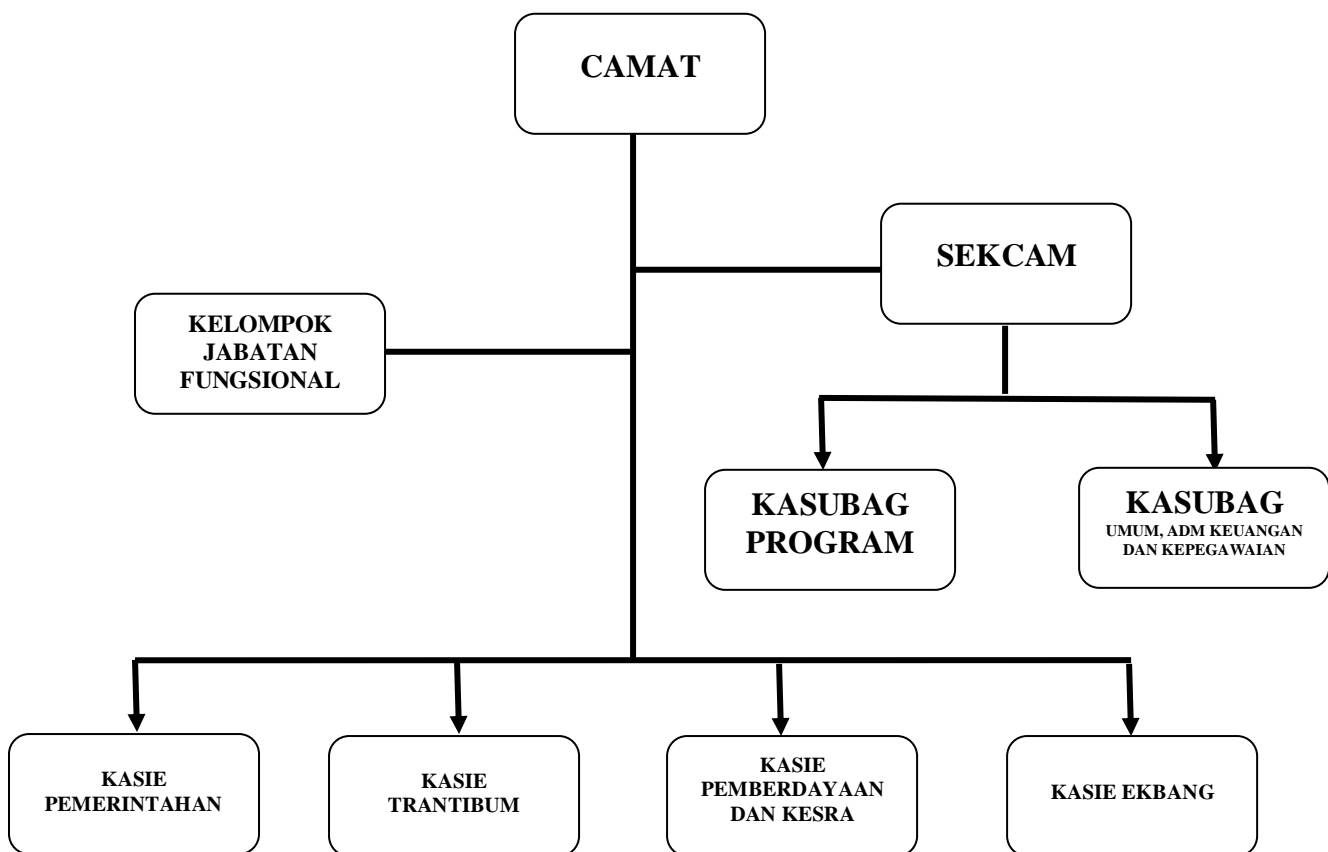 CAMAT
SEKCAM
KELOMPOK
JABATAN
FUNGSIONAL
KASUBAG
PROGRAM
KASUBAG
UMUM, ADM KEUANGAN
DAN KEPEGAWAIAN
KASIE
PEMERINTAHAN
KASIE
TRANTIBUM
KASIE
PEMBERDAYAAN
DAN KESRA
KASIE EKBANG